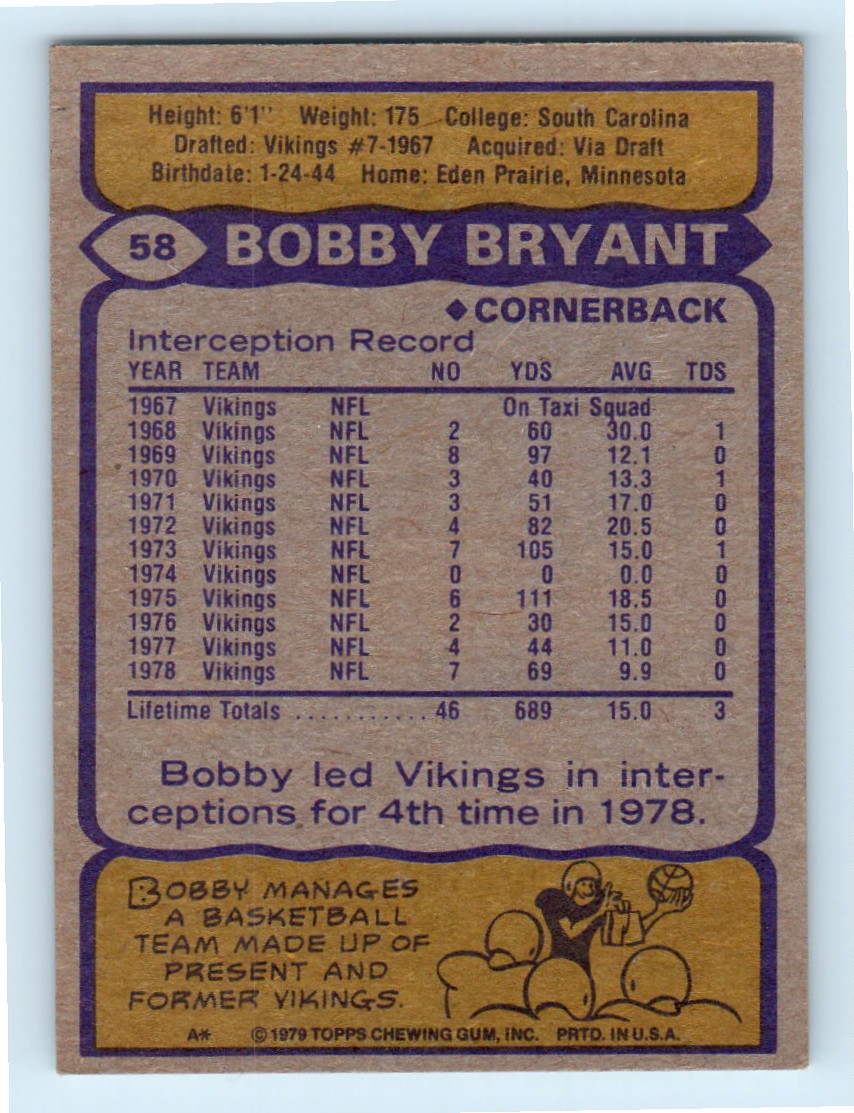 Height: 6'1" Weight: 175 College: South Carolina
Drafted: Vikings #7-1967 Acquired: Via Draft
Birthdate: 1-24-44 Home: Eden Prairie, Minnesota
58 BOBBY BRYANT
◆CORNERBACK
Interception Record
YEAR TEAM NO YDS AVG TDS
1967 Vikings NFL On Taxi Squad
1968 Vikings NFL 2 60 30.0 1
1969 Vikings NFL 8 97 12.1 0
1970 Vikings NFL 3 40 13.3 1
1971 Vikings NFL 3 51 17.0 0
1972 Vikings NFL 4 82 20.5 0
1973 Vikings NFL 7 105 15.0 1
1974 Vikings NFL 0 0 0.0 0
1975 Vikings NFL 6 111 18.5 0
1976 Vikings NFL 2 30 15.0 0
1977 Vikings NFL 4 44 11.0 0
1978 Vikings NFL 7 69 9.9 0
Lifetime Totals ........... 46 689 15.0 3
Bobby led Vikings in inter-
ceptions for 4th time in 1978.
BOBBY MANAGES
A BASKETBALL
TEAM MADE UP OF
PRESENT AND
FORMER VIKINGS.
A* © 1979 TOPPS CHEWING GUM, INC. PRTD. IN U.S.A.